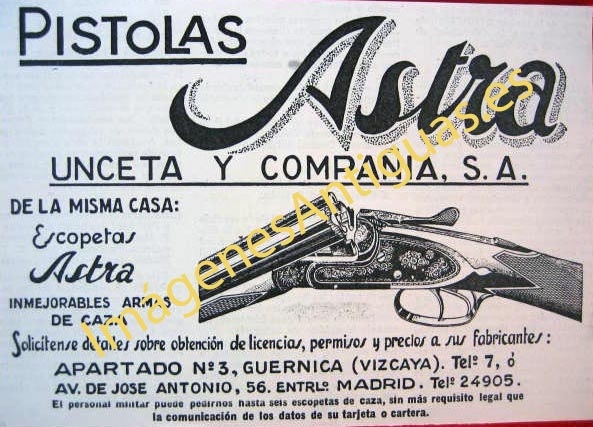 PISTOLAS
Astra
UNCETA Y COMPAÑIA, S.A.
DE LA MISMA CASA:
Escopetas
Astra
INMEJORABLES ARMAS
DE CAZA
Solicítense detalles sobre obtención de licencias, permisos y precios a sus fabricantes:
APARTADO Nº 3, GUERNICA (VIZCAYA). Telº 7, ó
AV. DE JOSE ANTONIO, 56. ENTRLº MADRID. Telº 24905.
El personal militar puede pedirnos hasta seis escopetas de caza, sin más requisito legal que
la comunicación de los datos de su tarjeta o cartera.
ImágenesAntiguas.es